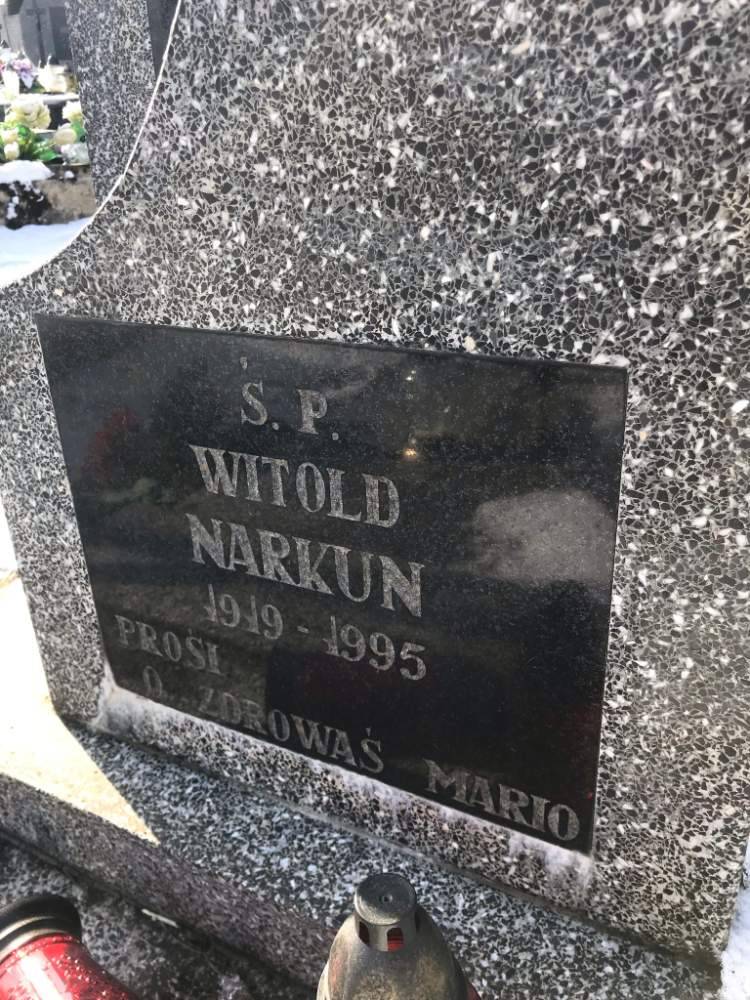 Ś. P.
WITOLD
NARKUN
1919 - 1995
PROSI
O ZDROWAŚ MARIO